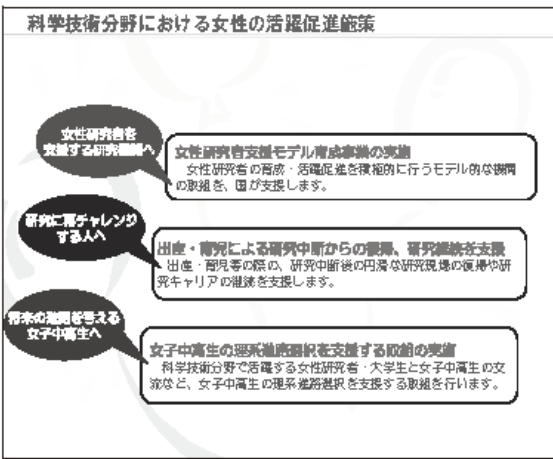 科学技術分野における女性の活躍促進施策
女性研究者を
支援する研究機関へ
女性研究者支援モデル育成事業の実施
女性研究者の育成・活躍促進を積極的に行うモデル的な機関
の取組を、国が支援します。
研究に再チャレンジ
する人へ
出産・育児による研究中断からの復帰、研究継続を支援
出産・育児等の際の、研究中断後の円滑な研究現場の復帰や研
究キャリアの継続を支援します。
将来の進路を考える
女子中高生へ
女子中高生の理系進路選択を支援する取組の実施
科学技術分野で活躍する女性研究者・大学生と女子中高生の交
流など、女子中高生の理系進路選択を支援する取組を行います。